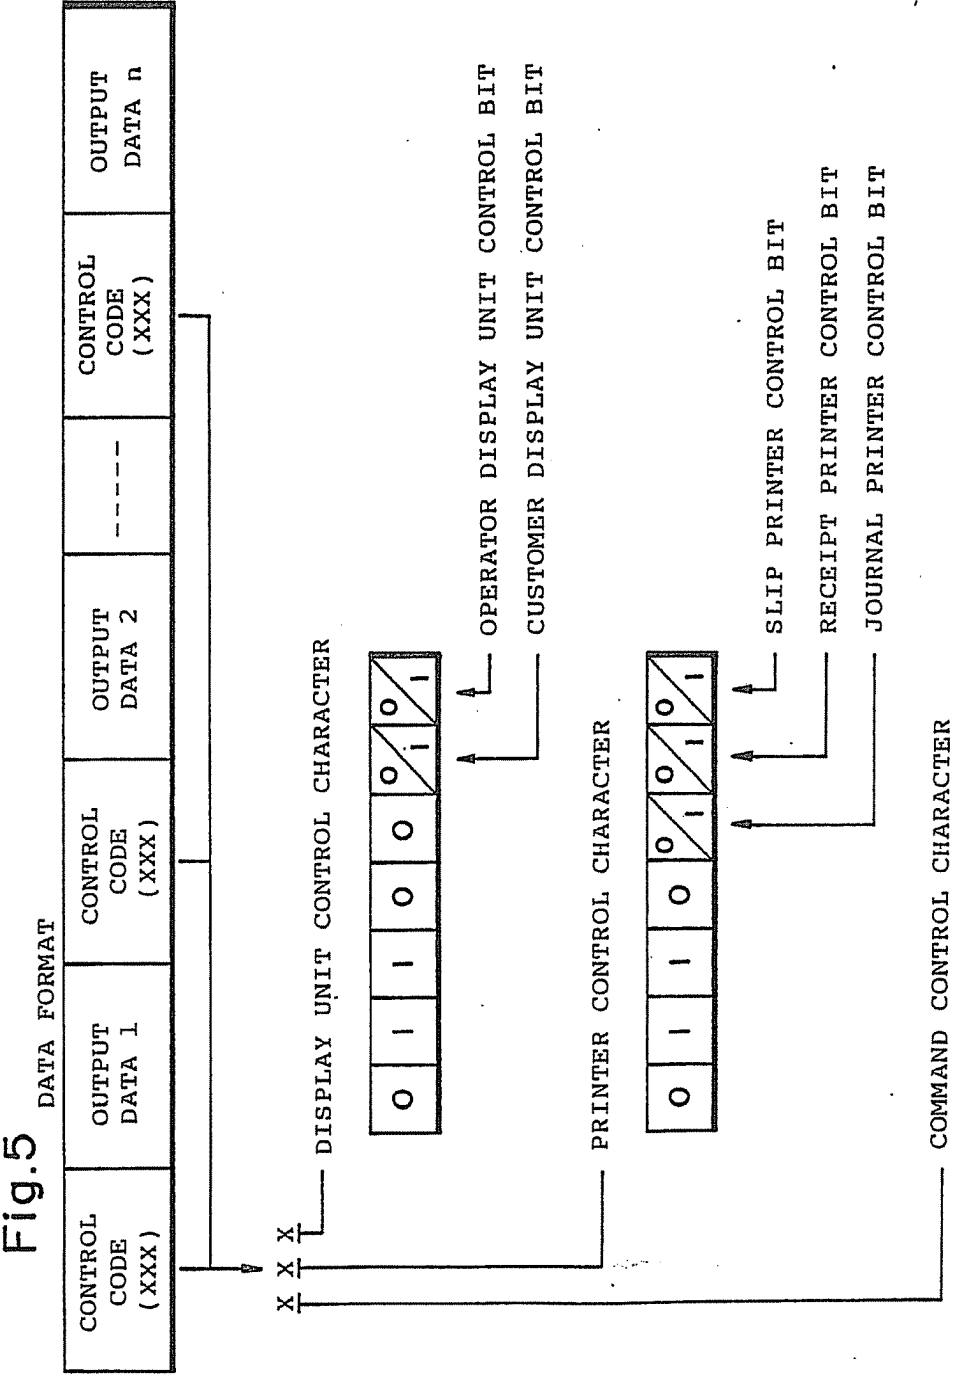 Fig.5
DATA FORMAT
CONTROL
CODE
(XXX)
OUTPUT
DATA 1
CONTROL
CODE
(XXX)
OUTPUT
DATA 2
-----
CONTROL
CODE
(XXX)
OUTPUT
DATA n
X X X
DISPLAY UNIT CONTROL CHARACTER
0 1 1 0 0 0/1 0/1
OPERATOR DISPLAY UNIT CONTROL BIT
CUSTOMER DISPLAY UNIT CONTROL BIT
PRINTER CONTROL CHARACTER
0 1 1 0 0/1 0/1 0/1
SLIP PRINTER CONTROL BIT
RECEIPT PRINTER CONTROL BIT
JOURNAL PRINTER CONTROL BIT
COMMAND CONTROL CHARACTER